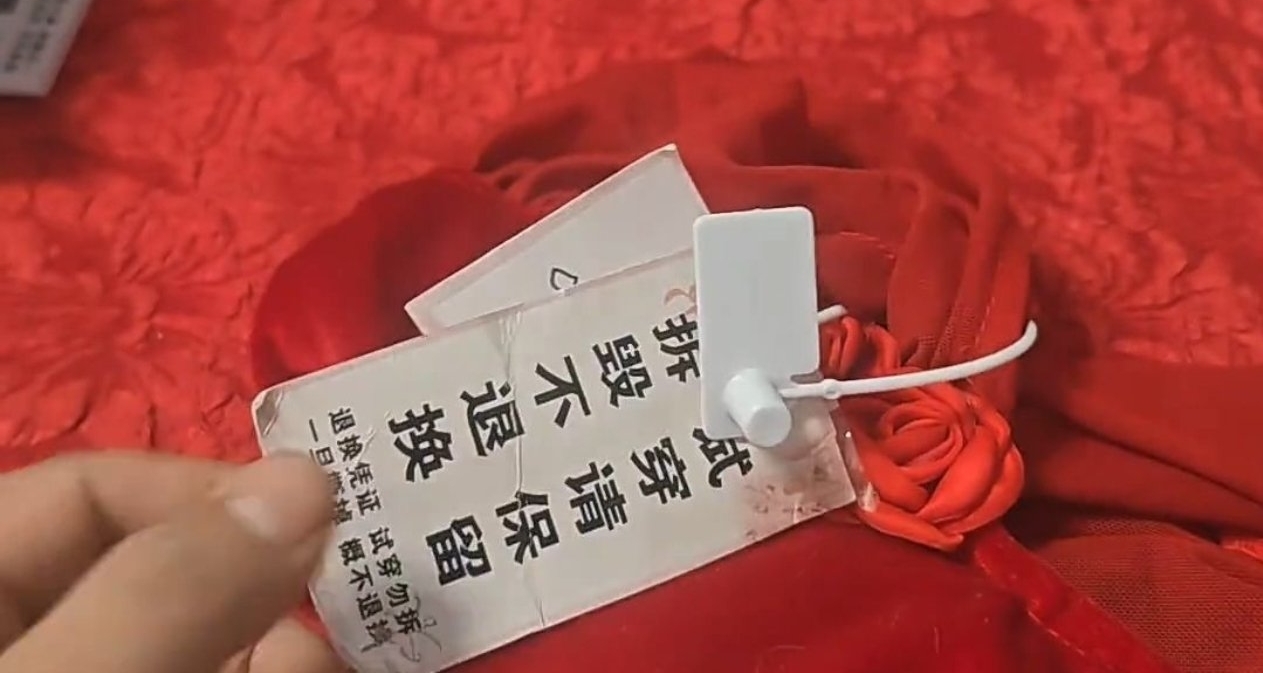 试穿请保留
拆毁不退换
退换凭证 试穿勿拆
一旦 概不退换